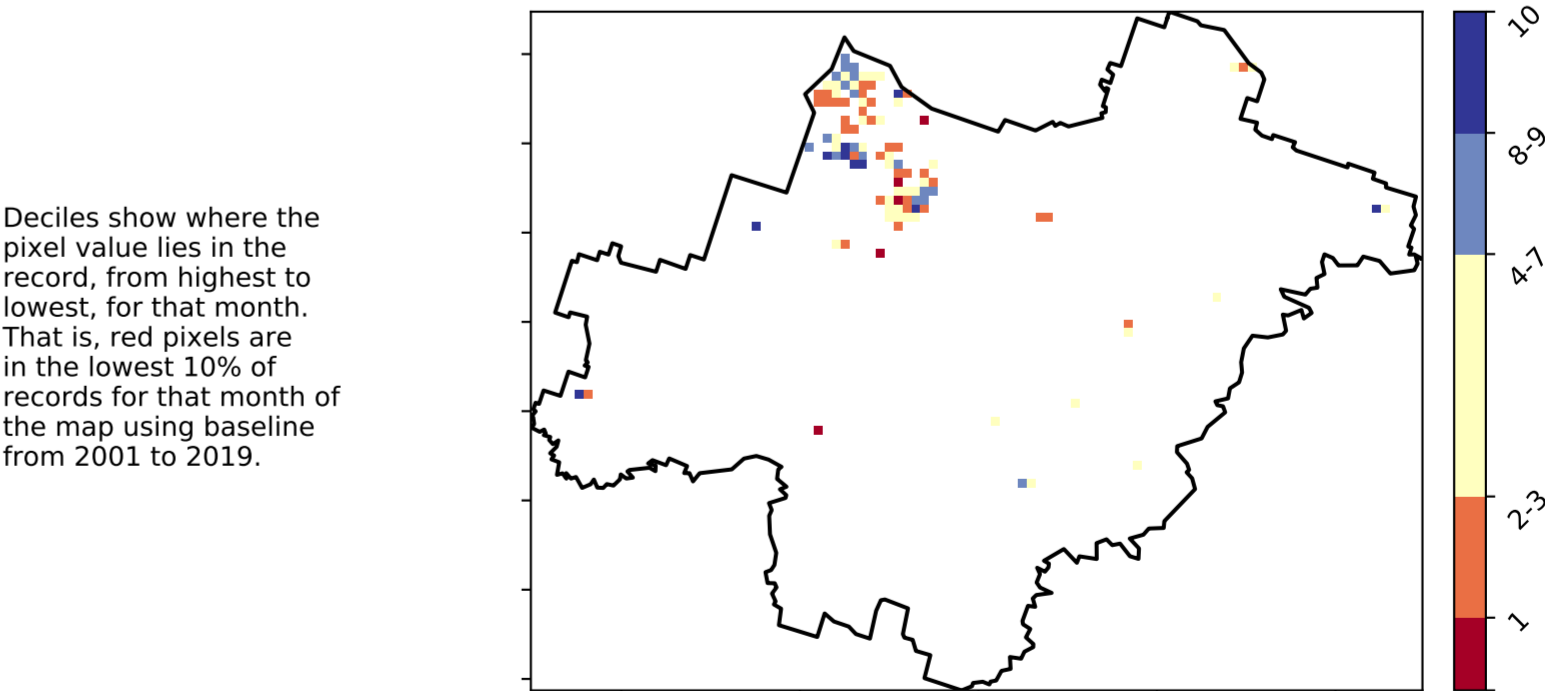 Deciles show where the
pixel value lies in the
record, from highest to
lowest, for that month.
That is, red pixels are
in the lowest 10% of
records for that month of
the map using baseline
from 2001 to 2019.
10
8-9
4-7
2-3
1